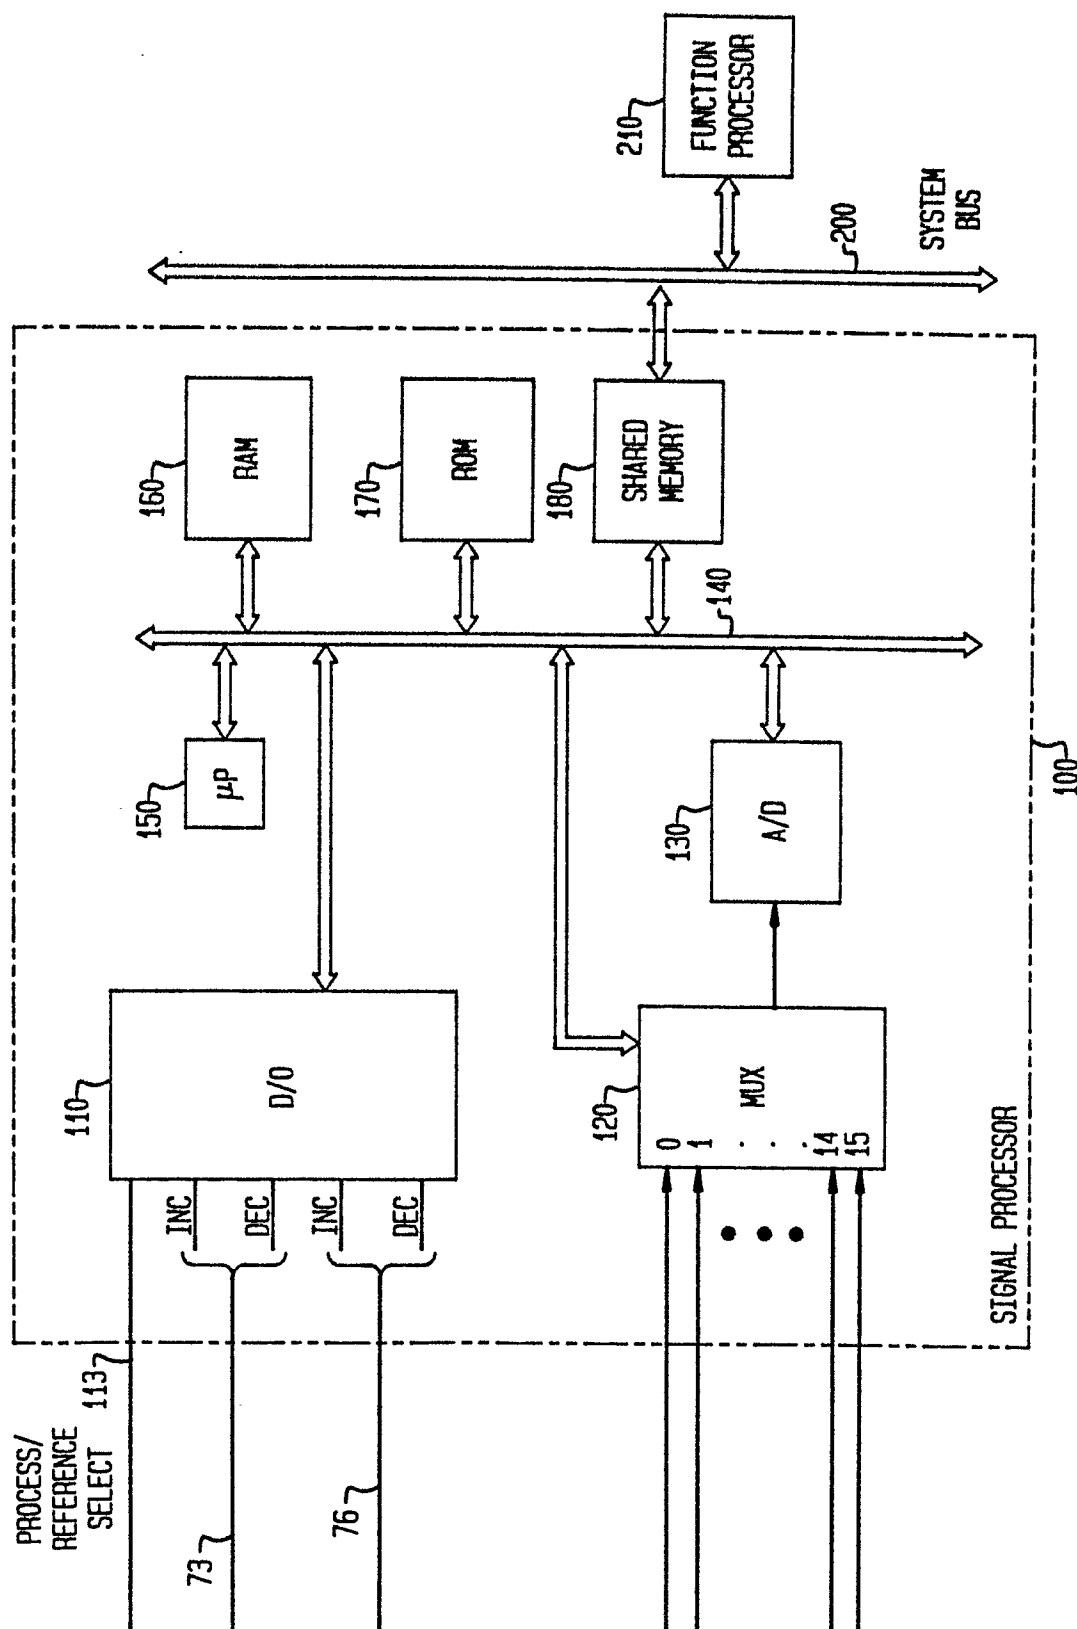 PROCESS/
REFERENCE
SELECT
113
73
76
110
D/O
INC
DEC
INC
DEC
150
µP
160
RAM
170
ROM
180
SHARED
MEMORY
140
120
MUX
0
1
.
.
.
14
15
130
A/D
SIGNAL PROCESSOR
100
210
FUNCTION
PROCESSOR
200
SYSTEM
BUS